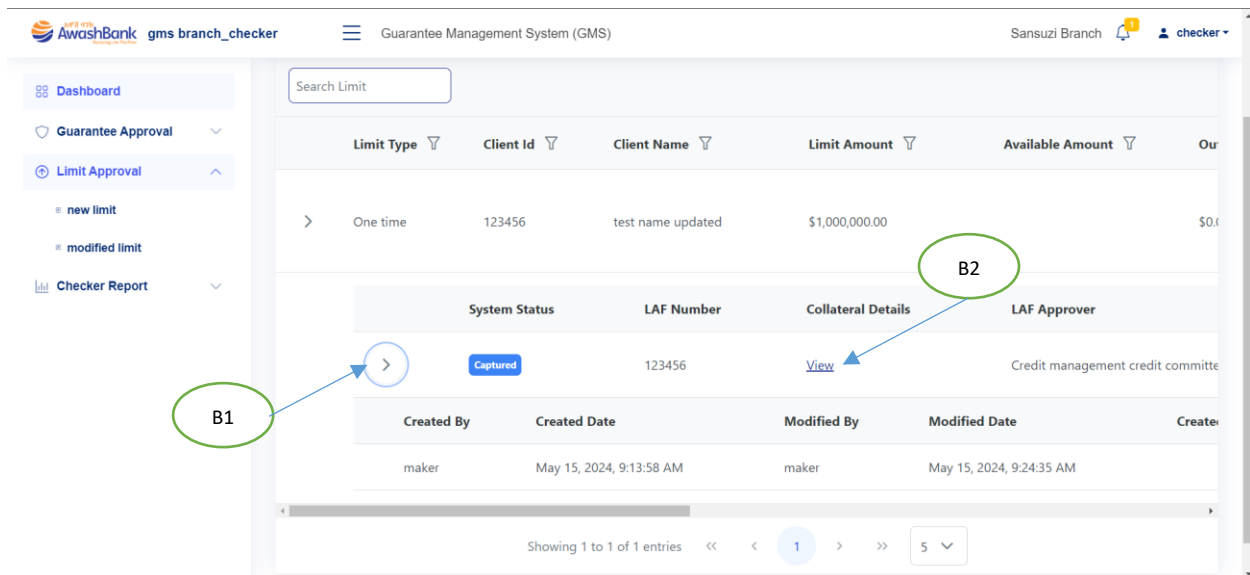 AwashBank gms branch_checker Guarantee Management System (GMS) Sansuzi Branch 1 checker
Dashboard
Guarantee Approval
Limit Approval
new limit
modified limit
Checker Report
Search Limit
Limit Type Client Id Client Name Limit Amount Available Amount Ou
One time 123456 test name updated $1,000,000.00 $0.
B2
System Status LAF Number Collateral Details LAF Approver
Captured 123456 View Credit management credit committe
B1
Created By Created Date Modified By Modified Date Create
maker May 15, 2024, 9:13:58 AM maker May 15, 2024, 9:24:35 AM
Showing 1 to 1 of 1 entries << < 1 > >> 5